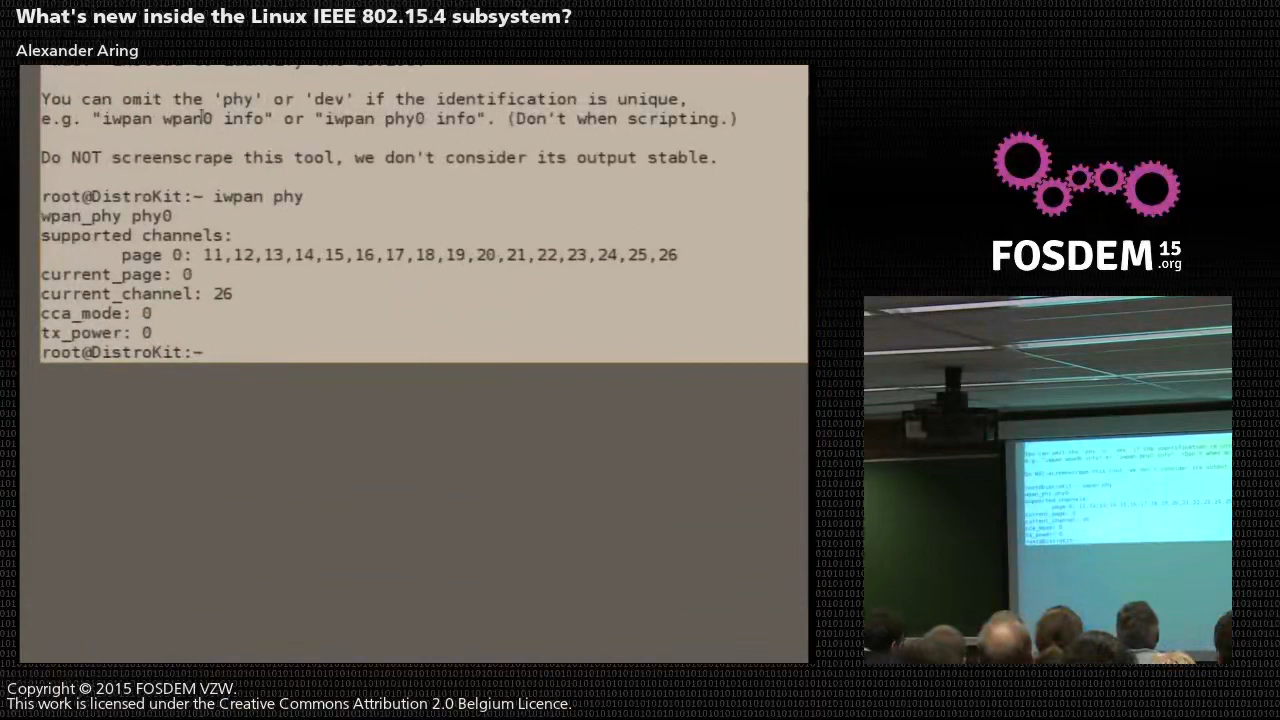 What's new inside the Linux IEEE 802.15.4 subsystem?
Alexander Aring
You can omit the 'phy' or 'dev' if the identification is unique,
e.g. "iwpan wpan0 info" or "iwpan phy0 info". (Don't when scripting.)
Do NOT screenscrape this tool, we don't consider its output stable.
root@DistroKit:~ iwpan phy
wpan_phy phy0
supported channels:
page 0: 11,12,13,14,15,16,17,18,19,20,21,22,23,24,25,26
current_page: 0
current_channel: 26
cca_mode: 0
tx_power: 0
root@DistroKit:~
FOSDEM 15
.org
Copyright © 2015 FOSDEM VZW.
This work is licensed under the Creative Commons Attribution 2.0 Belgium Licence.